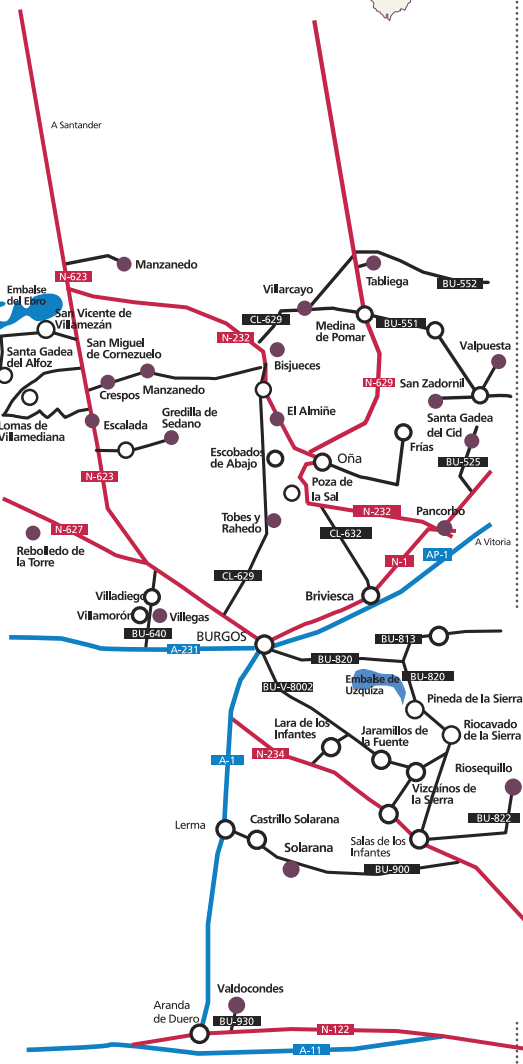 A Santander
Manzanedo
N-623
Tabliega
BU-552
Embalse
del Ebro
Villarcayo
San Vicente de
Villamezán
CL-629
Medina
de Pomar
BU-551
N-232
San Miguel
de Cornezuelo
Santa Gadea
del Alfoz
Valpuesta
Bisjueces
Crespos
Manzanedo
N-629
San Zadornil
Lomas de
Villamediana
Escalada
Gredilla de
Sedano
El Almiñe
Santa Gadea
del Cid
Frías
Escobados
de Abajo
Oña
BU-525
N-623
Poza de
la Sal
N-627
Tobes y
Rahedo
N-232
Pancorbo
CL-632
Rebolledo de
la Torre
A Vitoria
AP-1
N-1
CL-629
Villadiego
Briviesca
Villamorón
Villegas
BU-640
BURGOS
A-231
BU-813
BU-820
BU-820
Embalse de
Uzquiza
BU-V-8002
Pineda de la Sierra
Lara de los
Infantes
Jaramillos de
la Fuente
Riocavado
de la Sierra
N-234
A-1
Riosequillo
Vizcaínos de
la Sierra
BU-822
Lerma
Castrillo Solarana
Salas de los
Infantes
Solarana
BU-900
Valdocondes
Aranda
de Duero
BU-930
N-122
A-11